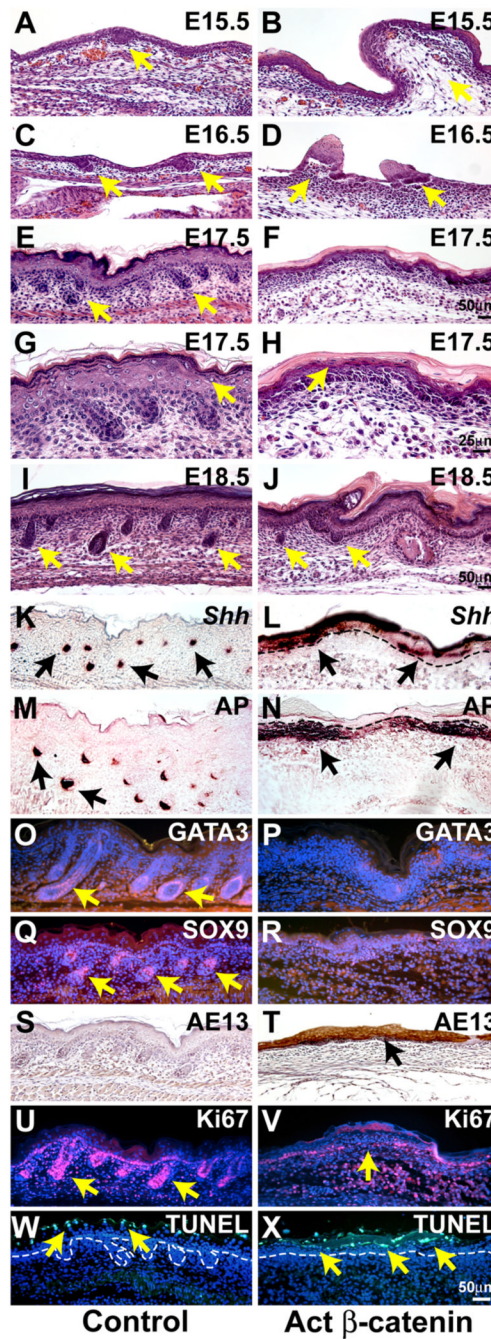 A E15.5 B E15.5
C E16.5 D E16.5
E E17.5 F E17.5
50μm
G E17.5 H E17.5
25μm
I E18.5 J E18.5
50μm
K Shh L Shh
M AP N AP
O GATA3 P GATA3
Q SOX9 R SOX9
S AE13 T AE13
U Ki67 V Ki67
W TUNEL X TUNEL
50μm
Control Act β-catenin